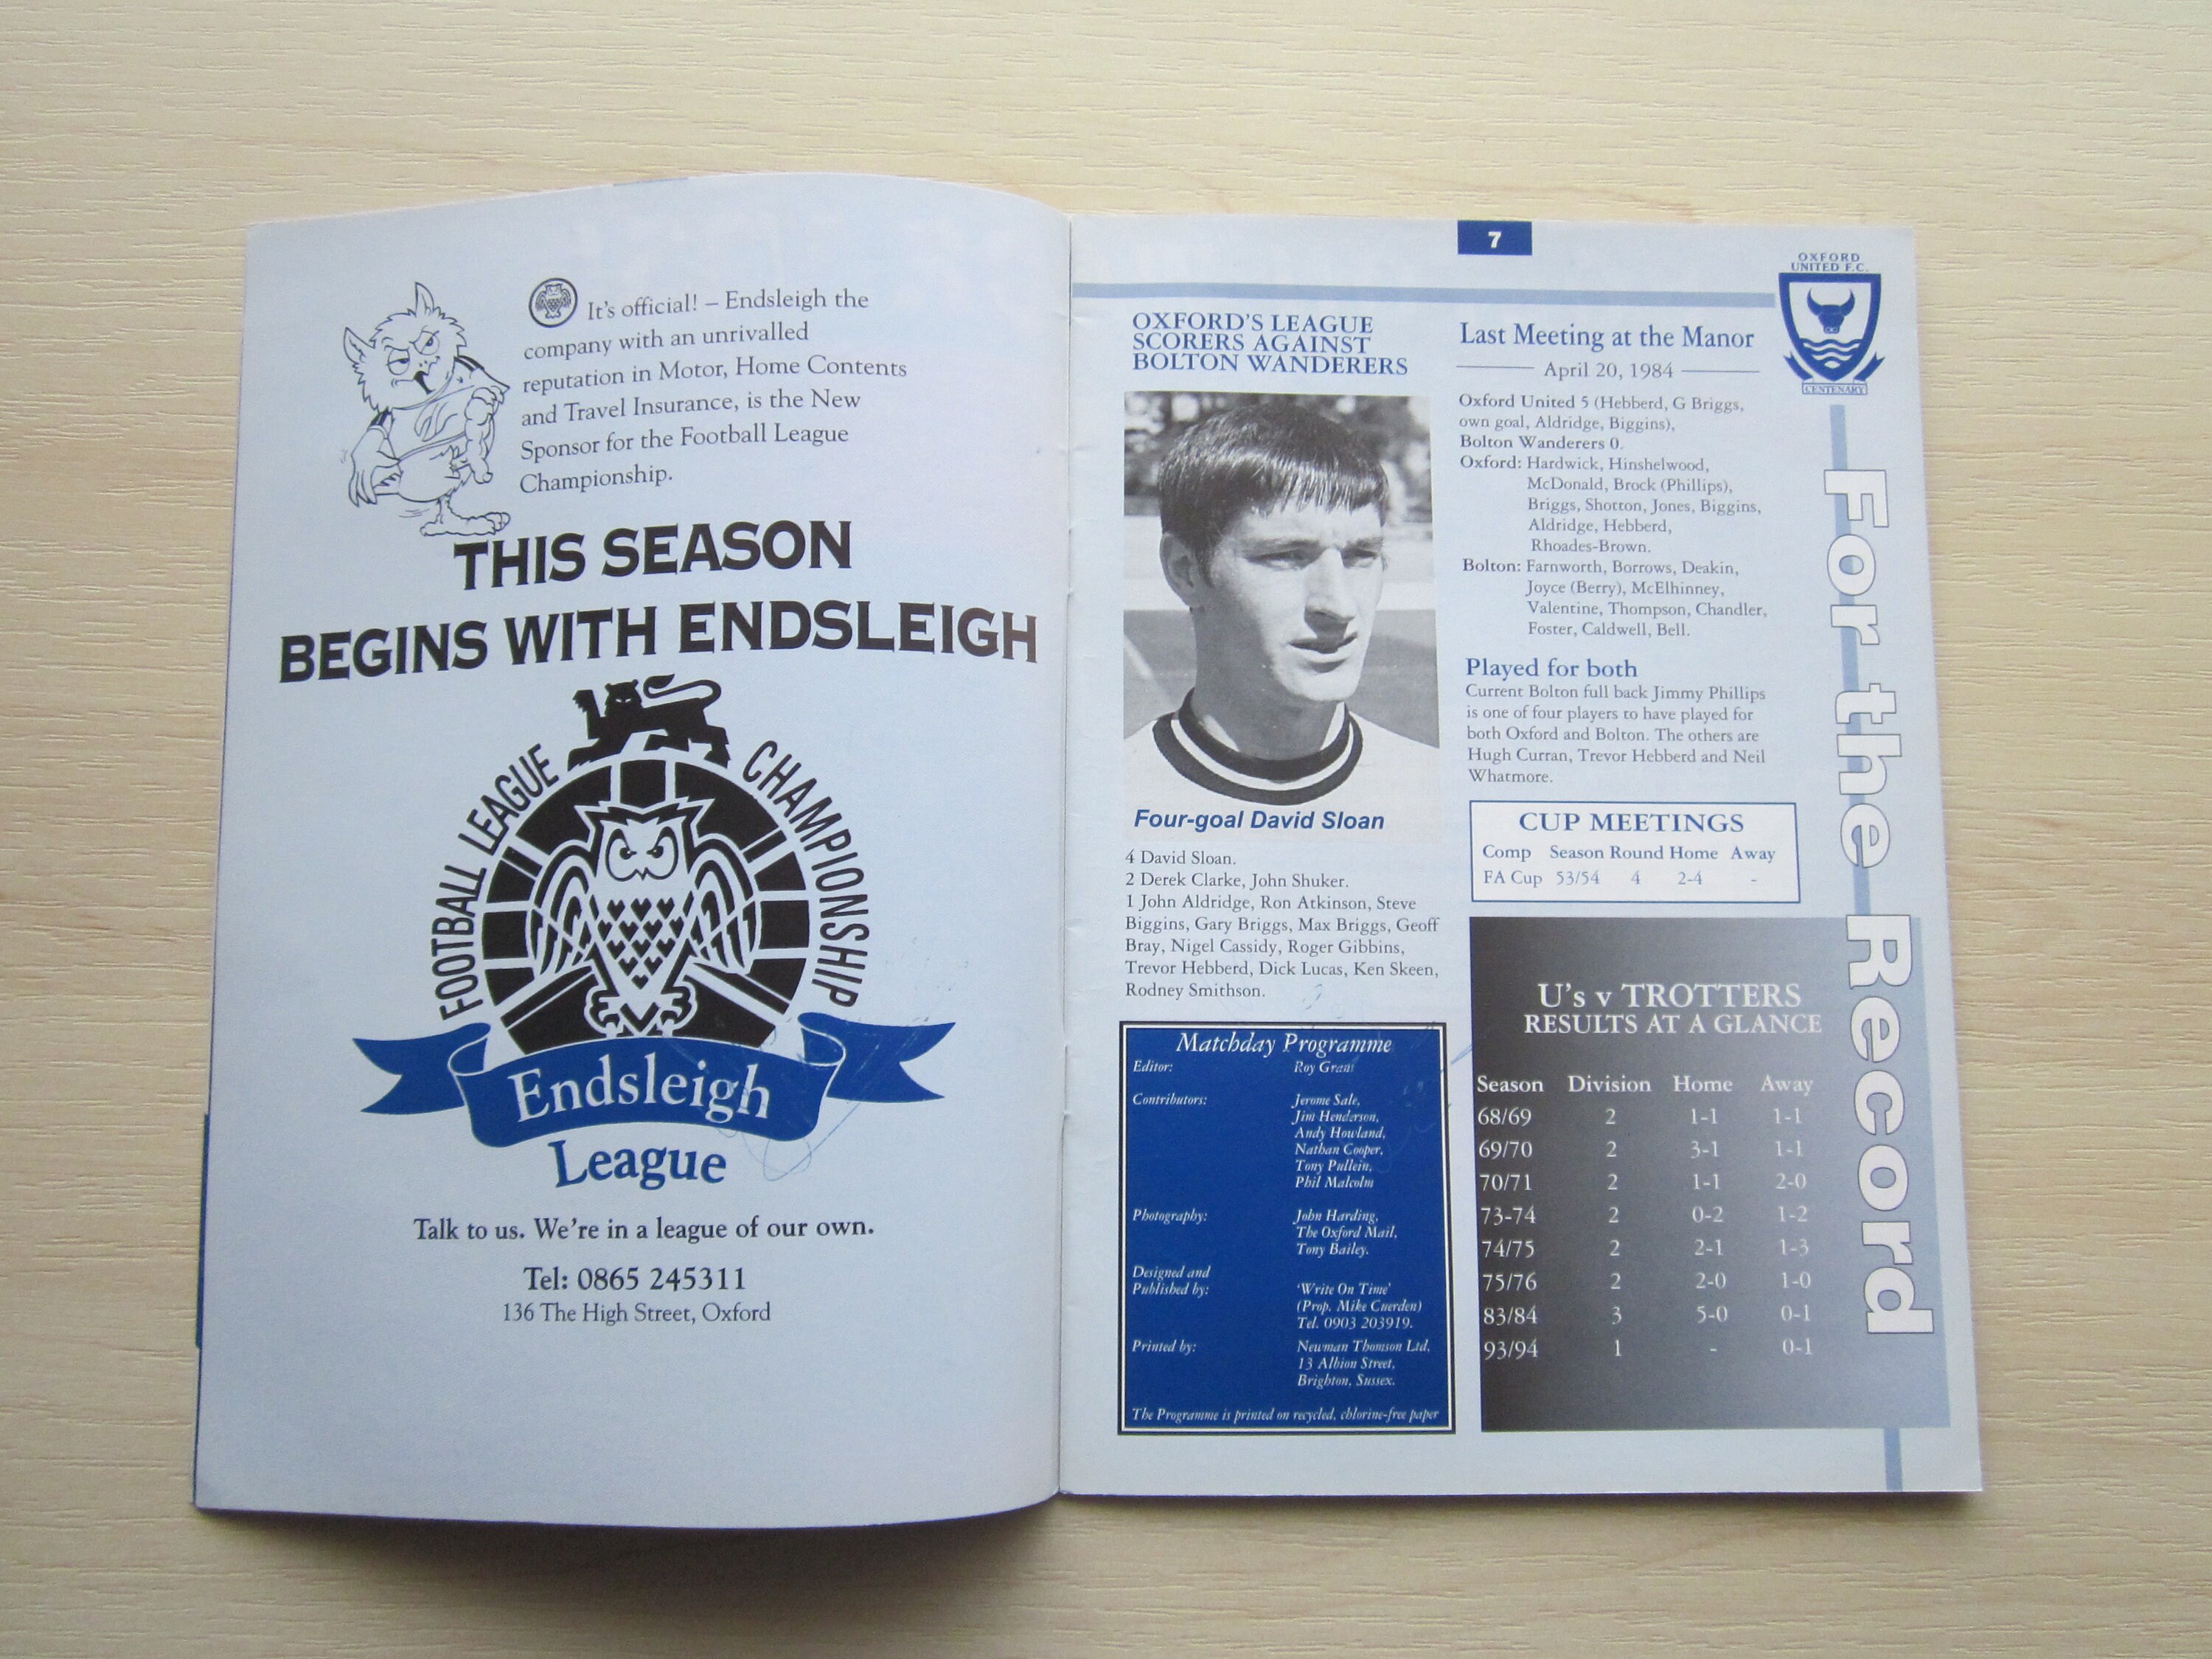 It's official! – Endsleigh the
company with an unrivalled
reputation in Motor, Home Contents
and Travel Insurance, is the New
Sponsor for the Football League
Championship.
THIS SEASON
BEGINS WITH ENDSLEIGH
FOOTBALL LEAGUE CHAMPIONSHIP
Endsleigh
League
Talk to us. We're in a league of our own.
Tel: 0865 245311
136 The High Street, Oxford
7
OXFORD
UNITED F.C.
CENTENARY
For the Record
OXFORD'S LEAGUE
SCORERS AGAINST
BOLTON WANDERERS
Four-goal David Sloan
4 David Sloan.
2 Derek Clarke, John Shuker.
1 John Aldridge, Ron Atkinson, Steve
Biggins, Gary Briggs, Max Briggs, Geoff
Bray, Nigel Cassidy, Roger Gibbins,
Trevor Hebberd, Dick Lucas, Ken Skeen,
Rodney Smithson.
Matchday Programme
Editor: Roy Grant
Contributors: Jerome Sale,
Jim Henderson,
Andy Howland,
Nathan Cooper,
Tony Pullein,
Phil Malcolm
Photography: John Harding,
The Oxford Mail,
Tony Bailey.
Designed and
Published by: 'Write On Time'
(Prop. Mike Cuerden)
Tel. 0903 203919.
Printed by: Newman Thomson Ltd,
13 Albion Street,
Brighton, Sussex.
The Programme is printed on recycled, chlorine-free paper
Last Meeting at the Manor
April 20, 1984
Oxford United 5 (Hebberd, G Briggs,
own goal, Aldridge, Biggins),
Bolton Wanderers 0.
Oxford: Hardwick, Hinshelwood,
McDonald, Brock (Phillips),
Briggs, Shotton, Jones, Biggins,
Aldridge, Hebberd,
Rhoades-Brown.
Bolton: Farnworth, Borrows, Deakin,
Joyce (Berry), McElhinney,
Valentine, Thompson, Chandler,
Foster, Caldwell, Bell.
Played for both
Current Bolton full back Jimmy Phillips
is one of four players to have played for
both Oxford and Bolton. The others are
Hugh Curran, Trevor Hebberd and Neil
Whatmore.
CUP MEETINGS
Comp Season Round Home Away
FA Cup 53/54 4 2-4 -
U's v TROTTERS
RESULTS AT A GLANCE
Season Division Home Away
68/69 2 1-1 1-1
69/70 2 3-1 1-1
70/71 2 1-1 2-0
73-74 2 0-2 1-2
74/75 2 2-1 1-3
75/76 2 2-0 1-0
83/84 3 5-0 0-1
93/94 1 - 0-1